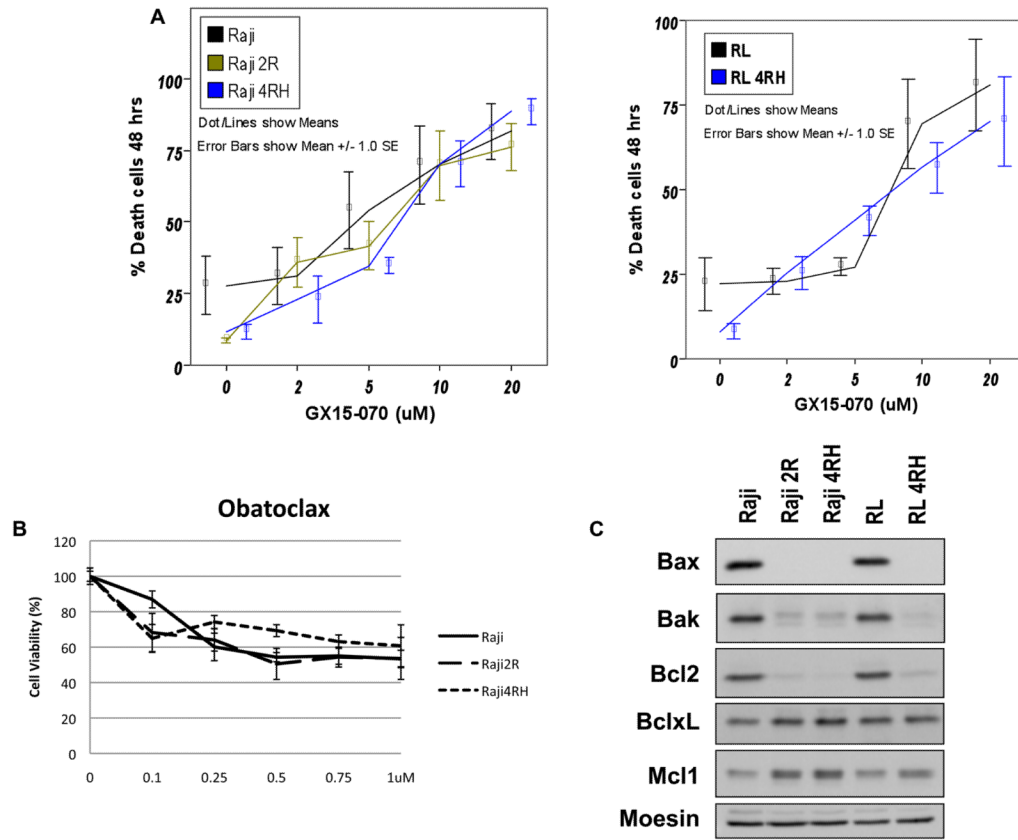 A
Raji
Raji 2R
Raji 4RH
Dot/Lines show Means
Error Bars show Mean +/- 1.0 SE
% Death cells 48 hrs
100
75
50
25
0
0 2 5 10 20
GX15-070 (uM)
RL
RL 4RH
Dot/Lines show Means
Error Bars show Mean +/- 1.0 SE
% Death cells 48 hrs
100
75
50
25
0
0 2 5 10 20
GX15-070 (uM)
B
Obatoclax
Cell Viability (%)
120
100
80
60
40
20
0
0 0.1 0.25 0.5 0.75 1uM
Raji
Raji2R
Raji4RH
C
Raji
Raji 2R
Raji 4RH
RL
RL 4RH
Bax
Bak
Bcl2
BclxL
Mcl1
Moesin